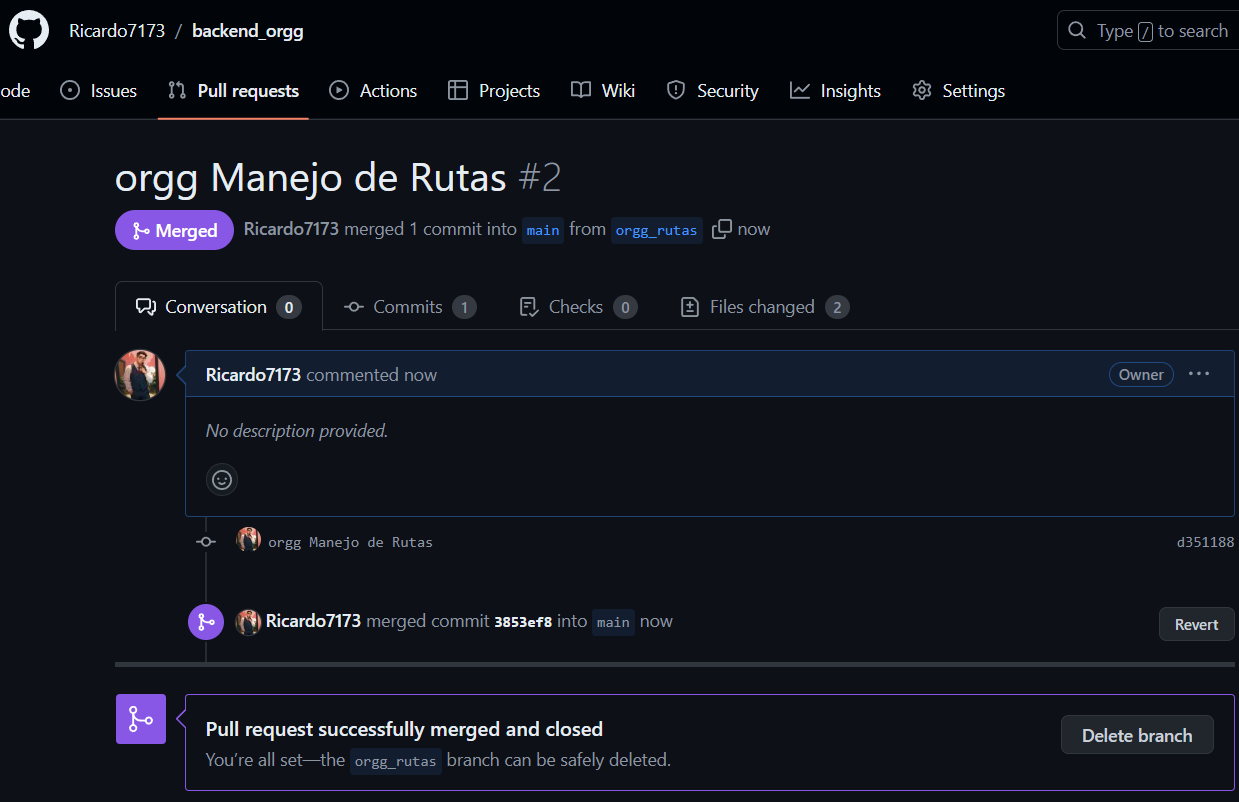 Ricardo7173 / backend_orgg
Type / to search
ode Issues Pull requests Actions Projects Wiki Security Insights Settings
orgg Manejo de Rutas #2
Merged Ricardo7173 merged 1 commit into main from orgg_rutas now
Conversation 0 Commits 1 Checks 0 Files changed 2
Ricardo7173 commented now Owner ...
No description provided.
orgg Manejo de Rutas d351188
Ricardo7173 merged commit 3853ef8 into main now Revert
Pull request successfully merged and closed
You’re all set—the orgg_rutas branch can be safely deleted.
Delete branch